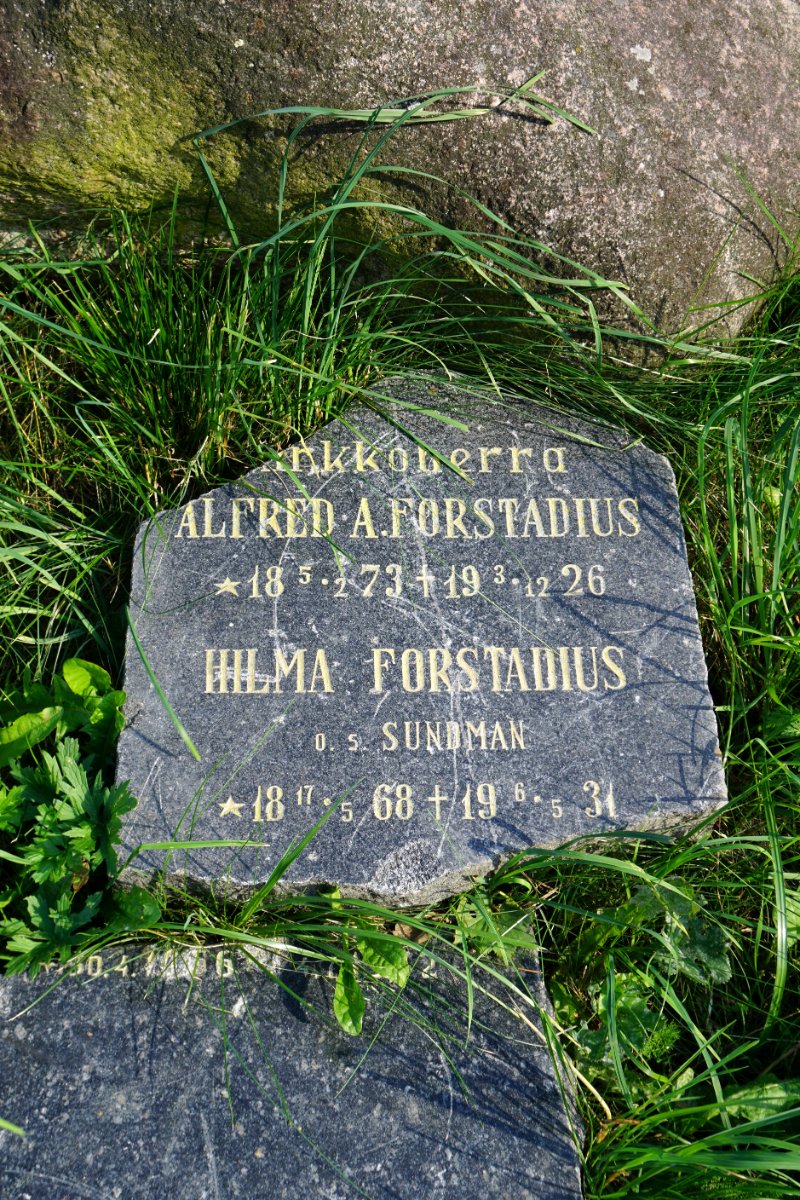 ALFRED A. FORSTADIUS
★ 18 5·2 73 † 19 3·12 26
HILMA FORSTADIUS
O. S. SUNDMAN
★ 18 17·5 68 † 19 6·5 31